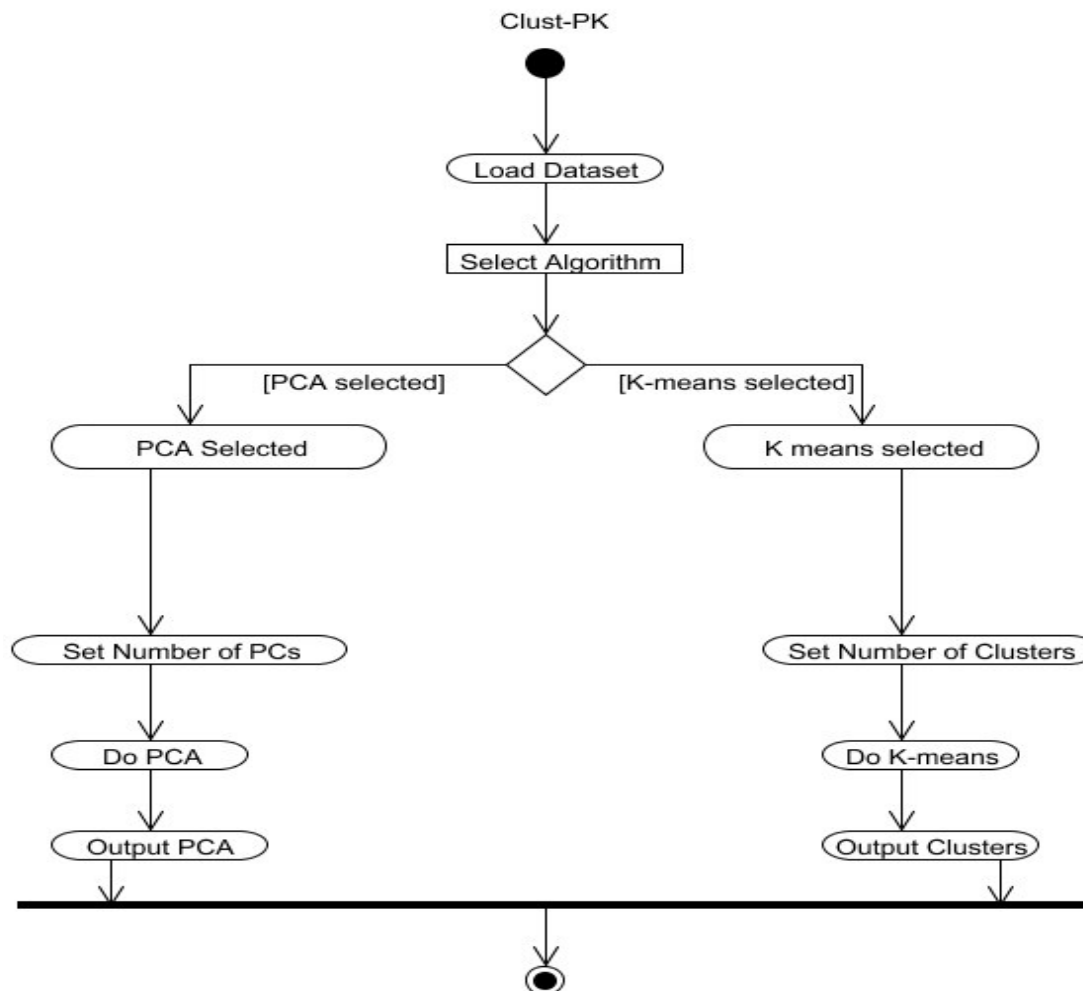 Clust-PK
Load Dataset
Select Algorithm
[PCA selected]
[K-means selected]
PCA Selected
K means selected
Set Number of PCs
Set Number of Clusters
Do PCA
Do K-means
Output PCA
Output Clusters